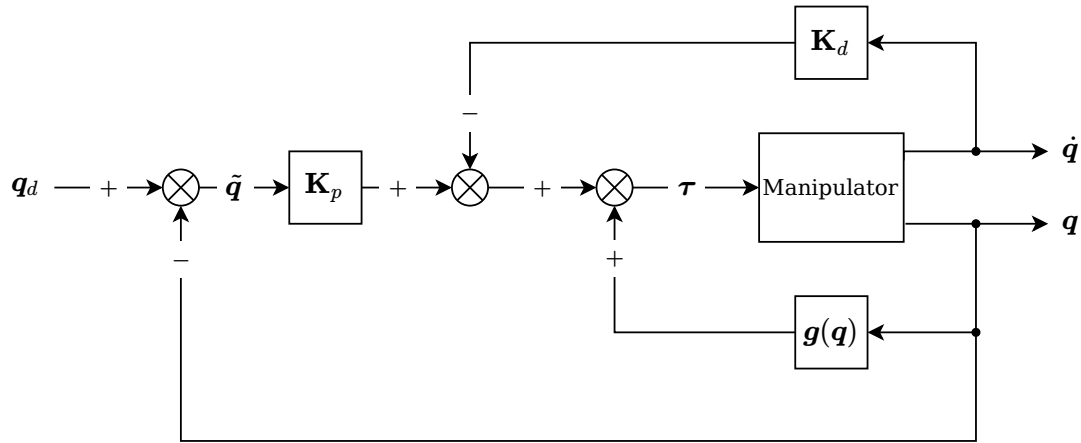 𝐊_d
−
q̇
q_d
+
q̃
𝐊_p
+
+
τ
Manipulator
q
−
+
g(q)